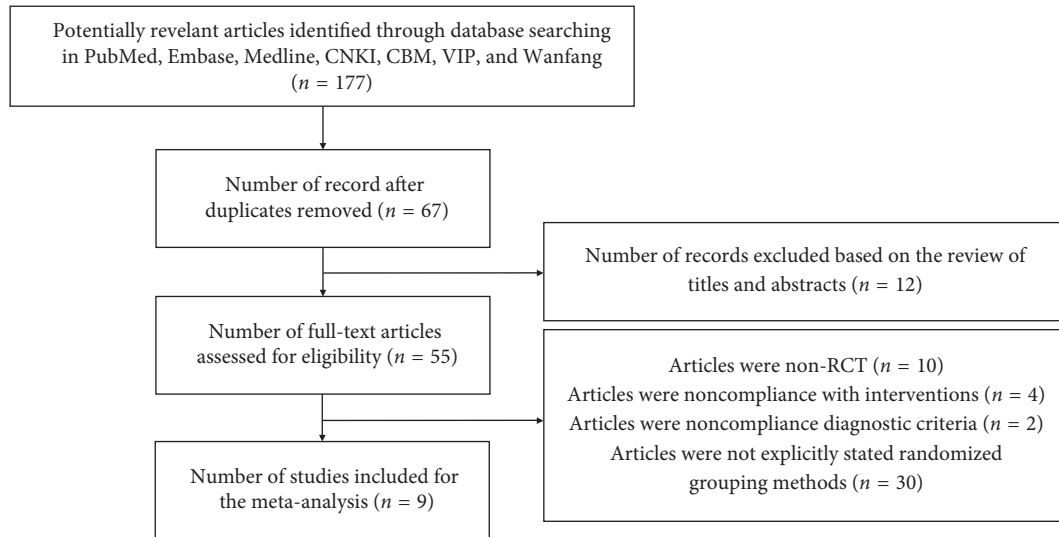 Potentially revelant articles identified through database searching
in PubMed, Embase, Medline, CNKI, CBM, VIP, and Wanfang
(n = 177)
Number of record after
duplicates removed (n = 67)
Number of records excluded based on the review of
titles and abstracts (n = 12)
Number of full-text articles
assessed for eligibility (n = 55)
Articles were non-RCT (n = 10)
Articles were noncompliance with interventions (n = 4)
Articles were noncompliance diagnostic criteria (n = 2)
Articles were not explicitly stated randomized
grouping methods (n = 30)
Number of studies included for
the meta-analysis (n = 9)